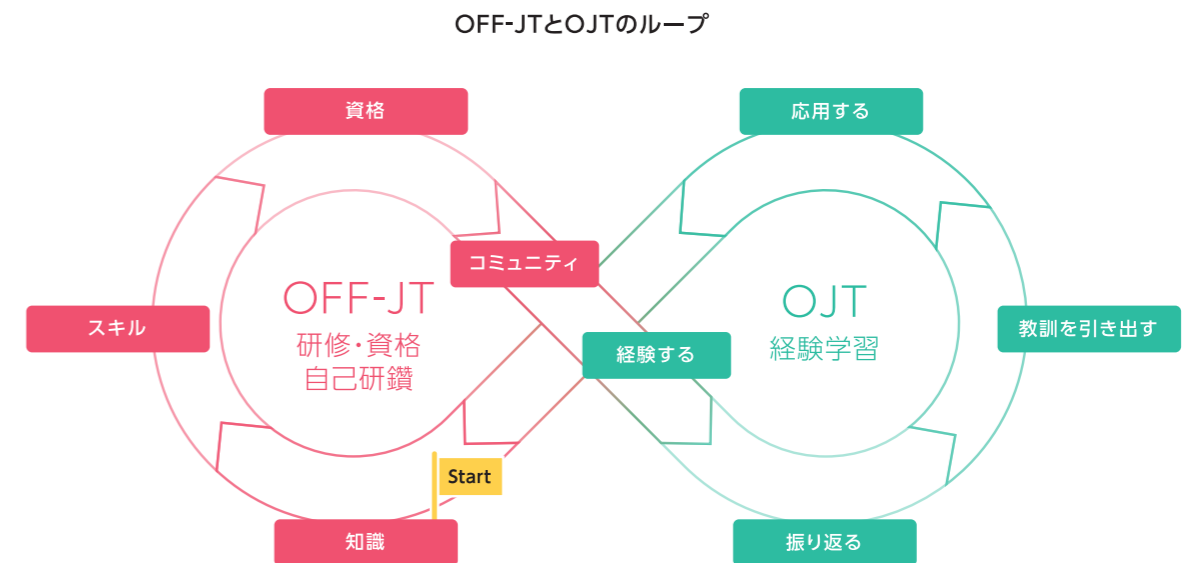 OFF-JTとOJTのループ
資格
応用する
コミュニティ
OFF-JT
研修・資格
自己研鑽
OJT
経験学習
スキル
教訓を引き出す
経験する
Start
知識
振り返る